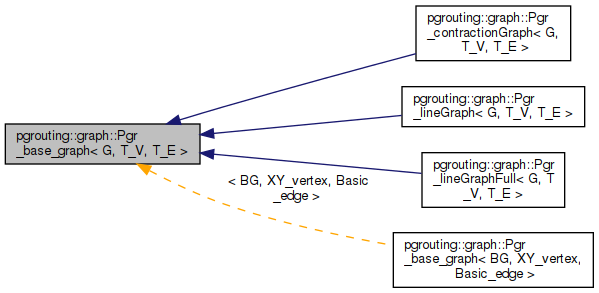 pgrouting::graph::Pgr
_contractionGraph< G,
T_V, T_E >
pgrouting::graph::Pgr
_lineGraph< G, T_V, T_E >
pgrouting::graph::Pgr
_base_graph< G, T_V, T_E >
pgrouting::graph::Pgr
_lineGraphFull< G, T
_V, T_E >
< BG, XY_vertex, Basic
_edge >
pgrouting::graph::Pgr
_base_graph< BG, XY_vertex,
Basic_edge >